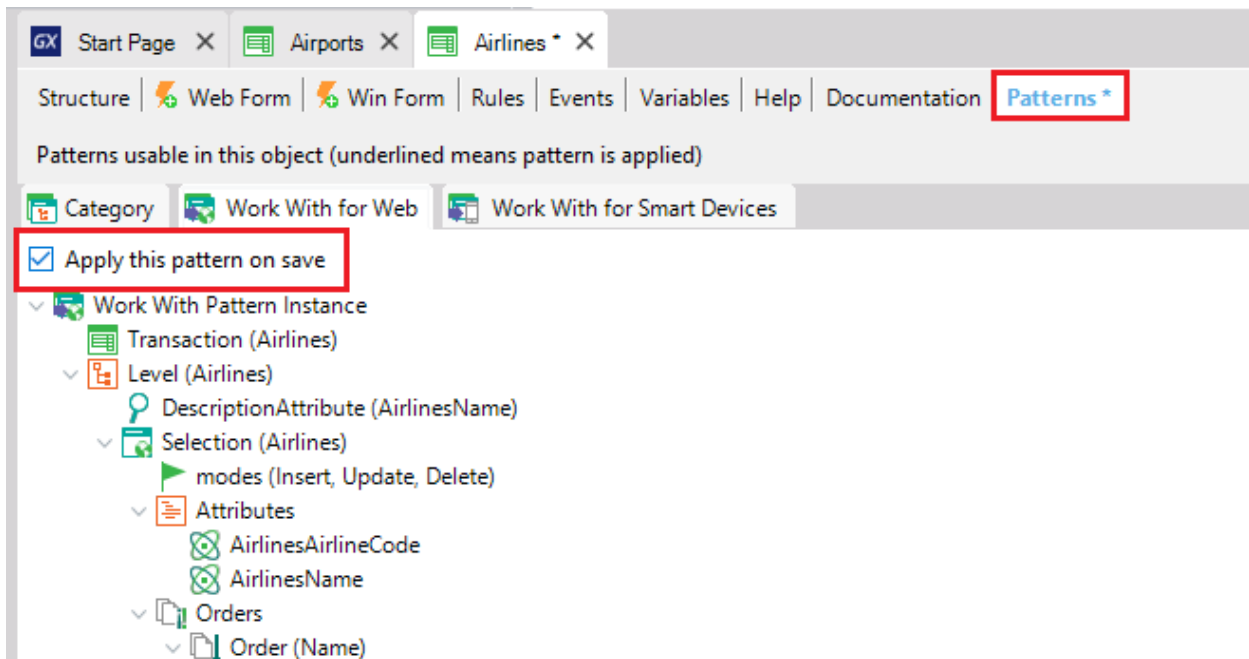 GX Start Page Airports Airlines *
Structure Web Form Win Form Rules Events Variables Help Documentation Patterns *
Patterns usable in this object (underlined means pattern is applied)
Category Work With for Web Work With for Smart Devices
Apply this pattern on save
Work With Pattern Instance
Transaction (Airlines)
Level (Airlines)
DescriptionAttribute (AirlinesName)
Selection (Airlines)
modes (Insert, Update, Delete)
Attributes
AirlinesAirlineCode
AirlinesName
Orders
Order (Name)